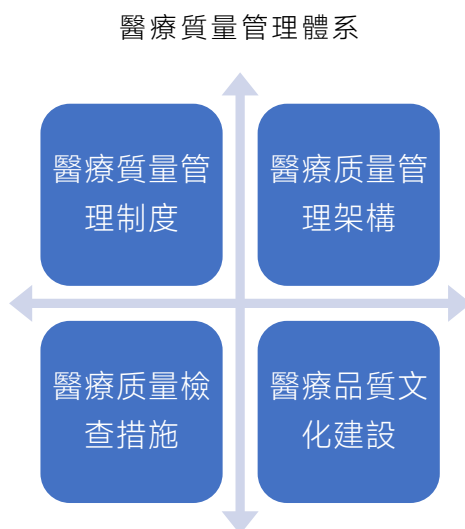 醫療質量管理體系
醫療質量管
理制度
醫療质量管
理架構
醫療质量檢
查措施
醫療品質文
化建設